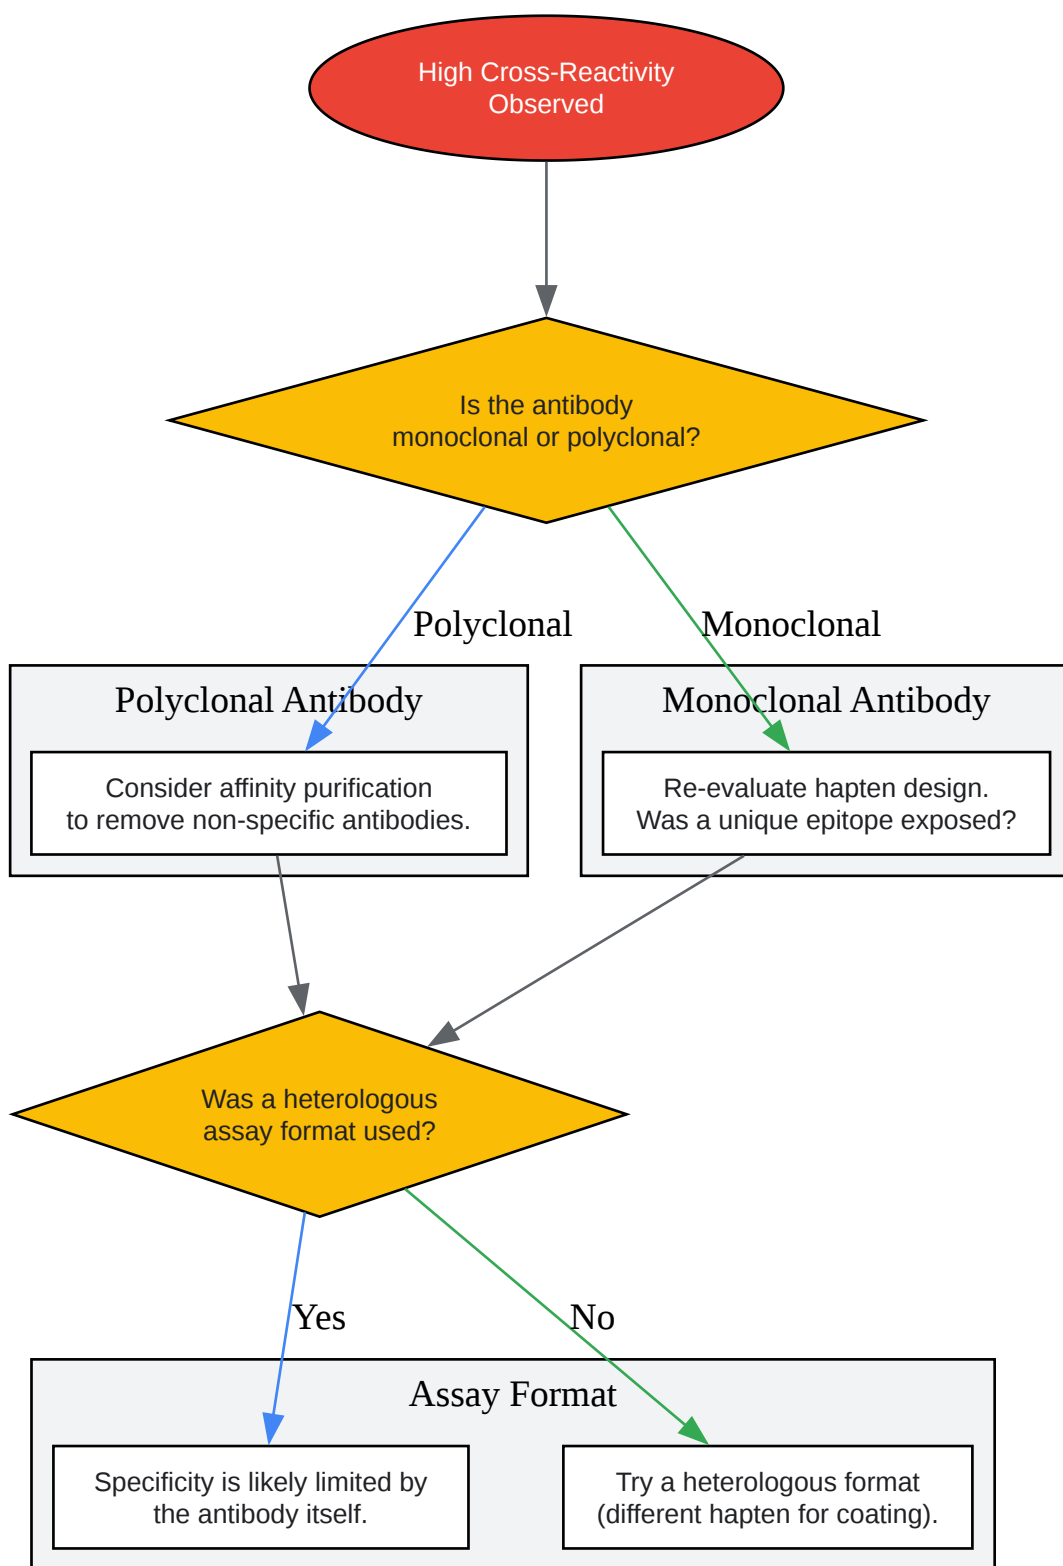 High Cross-Reactivity
Observed
Is the antibody
monoclonal or polyclonal?
Polyclonal
Monoclonal
Polyclonal Antibody
Monoclonal Antibody
Consider affinity purification
to remove non-specific antibodies.
Re-evaluate hapten design.
Was a unique epitope exposed?
Was a heterologous
assay format used?
Yes
No
Assay Format
Specificity is likely limited by
the antibody itself.
Try a heterologous format
(different hapten for coating).